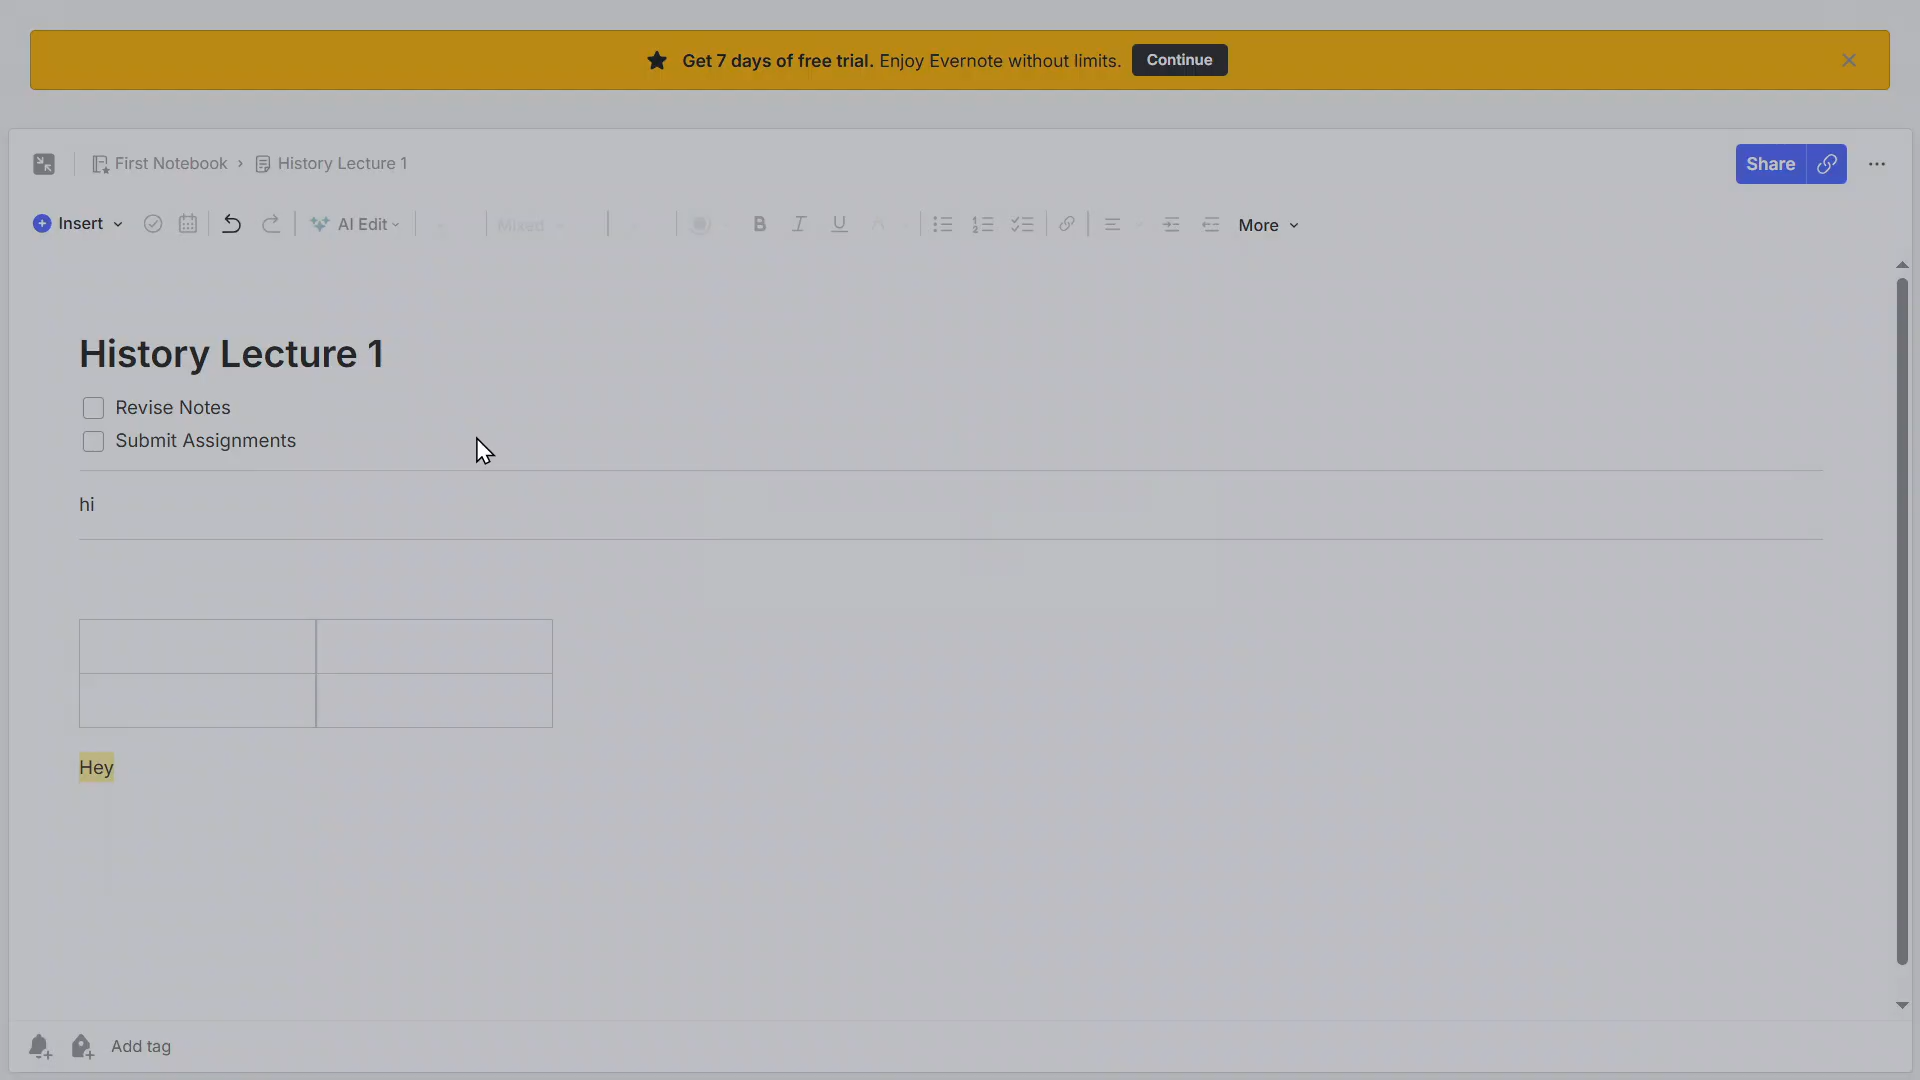 Get 7 days of free trial. Enjoy Evernote without limits. Continue
First Notebook › History Lecture 1
Share
Insert AI Edit Mixed B I U A More
History Lecture 1
Revise Notes
Submit Assignments
hi
Hey
Add tag